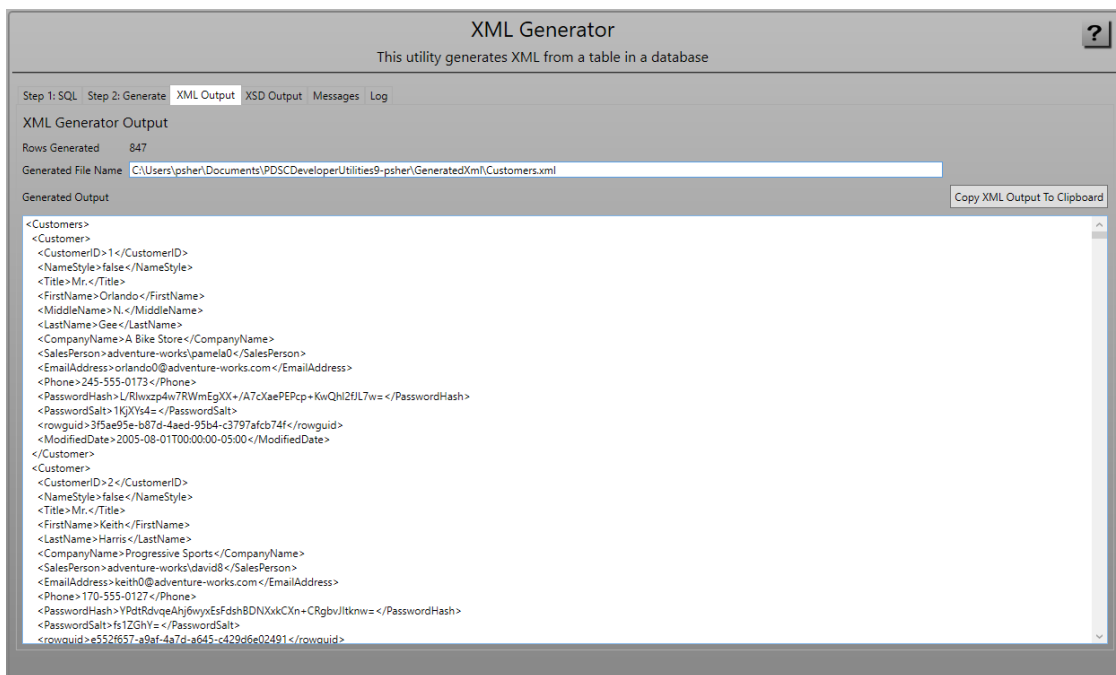 XML Generator
?
This utility generates XML from a table in a database
Step 1: SQL Step 2: Generate XML Output XSD Output Messages Log
XML Generator Output
Rows Generated 847
Generated File Name C:\Users\psher\Documents\PDSCDeveloperUtilities9-psher\GeneratedXml\Customers.xml
Generated Output Copy XML Output To Clipboard
<Customers>
<Customer>
<CustomerID>1</CustomerID>
<NameStyle>false</NameStyle>
<Title>Mr.</Title>
<FirstName>Orlando</FirstName>
<MiddleName>N.</MiddleName>
<LastName>Gee</LastName>
<CompanyName>A Bike Store</CompanyName>
<SalesPerson>adventure-works\pamela0</SalesPerson>
<EmailAddress>orlando0@adventure-works.com</EmailAddress>
<Phone>245-555-0173</Phone>
<PasswordHash>L/Rlwxzp4w7RWmEgXX+/A7cXaePEPcp+KwQhl2fJL7w=</PasswordHash>
<PasswordSalt>1KjXYs4=</PasswordSalt>
<rowguid>3f5ae95e-b87d-4aed-95b4-c3797afcb74f</rowguid>
<ModifiedDate>2005-08-01T00:00:00-05:00</ModifiedDate>
</Customer>
<Customer>
<CustomerID>2</CustomerID>
<NameStyle>false</NameStyle>
<Title>Mr.</Title>
<FirstName>Keith</FirstName>
<LastName>Harris</LastName>
<CompanyName>Progressive Sports</CompanyName>
<SalesPerson>adventure-works\david8</SalesPerson>
<EmailAddress>keith0@adventure-works.com</EmailAddress>
<Phone>170-555-0127</Phone>
<PasswordHash>YPdtRdvqeAhj6wyxEsFdshBDNXxkCXn+CRgbvJItknw=</PasswordHash>
<PasswordSalt>fs1ZGhY=</PasswordSalt>
<rowguid>e552f657-a9af-4a7d-a645-c429d6e02491</rowguid>